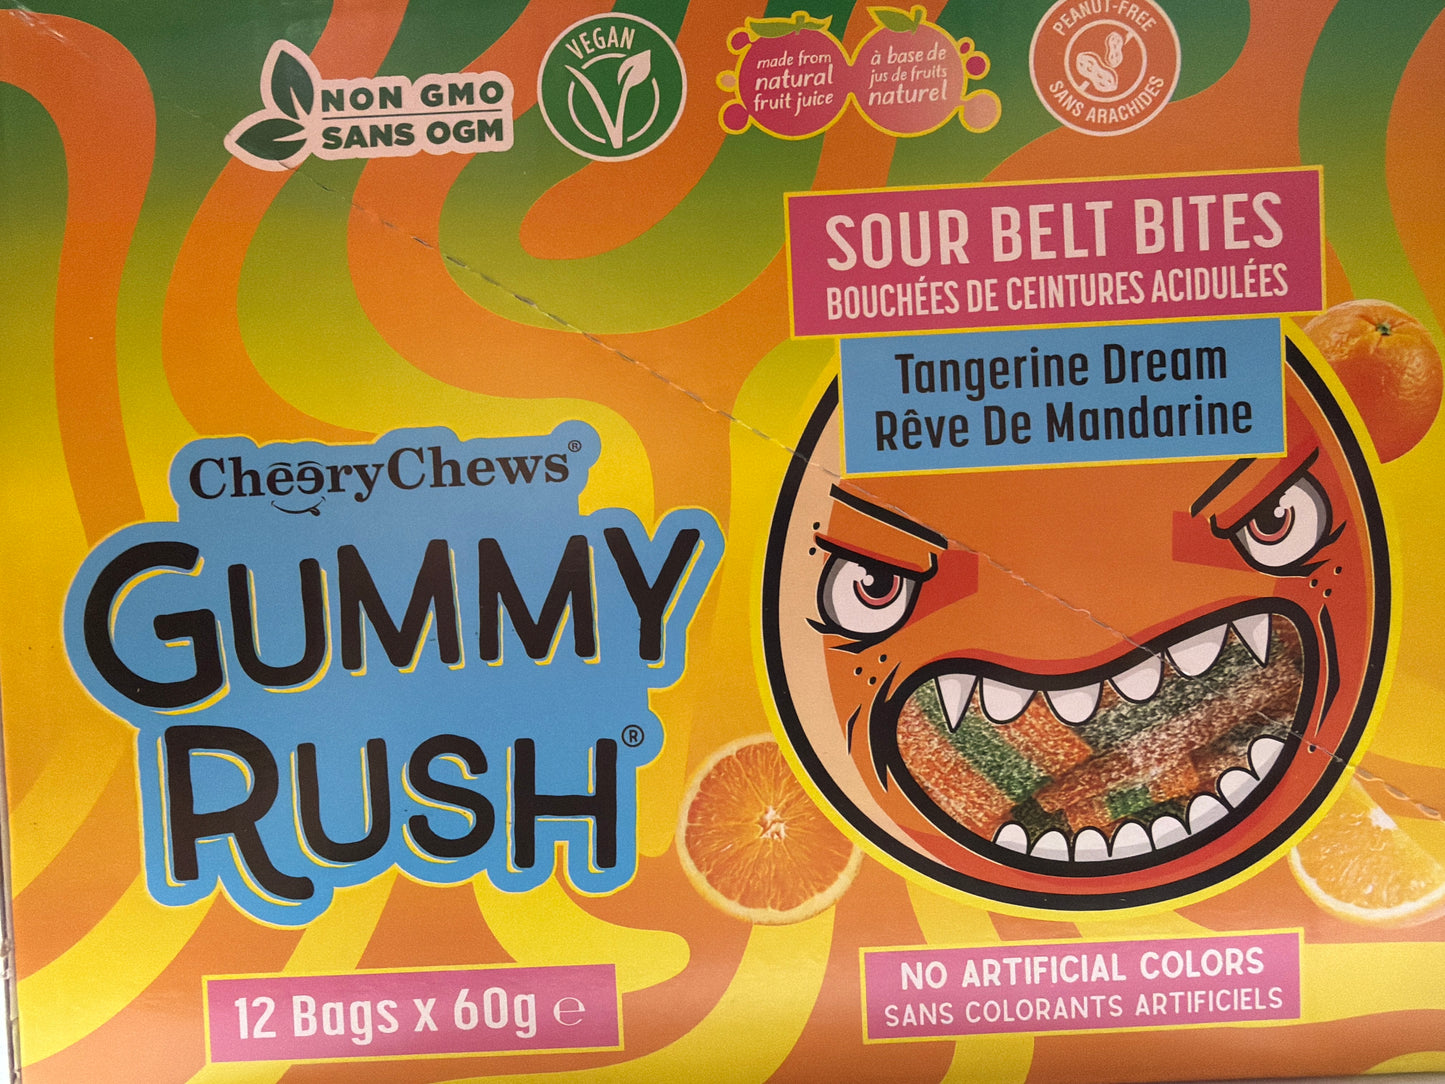 NON GMO
SANS OGM
VEGAN
made from
natural
fruit juice
à base de
jus de fruits
naturel
PEANUT-FREE
SANS ARACHIDES
SOUR BELT BITES
BOUCHÉES DE CEINTURES ACIDULÉES
Tangerine Dream
Rêve De Mandarine
CheeryChews®
GUMMY
RUSH®
12 Bags x 60g ℮
NO ARTIFICIAL COLORS
SANS COLORANTS ARTIFICIELS